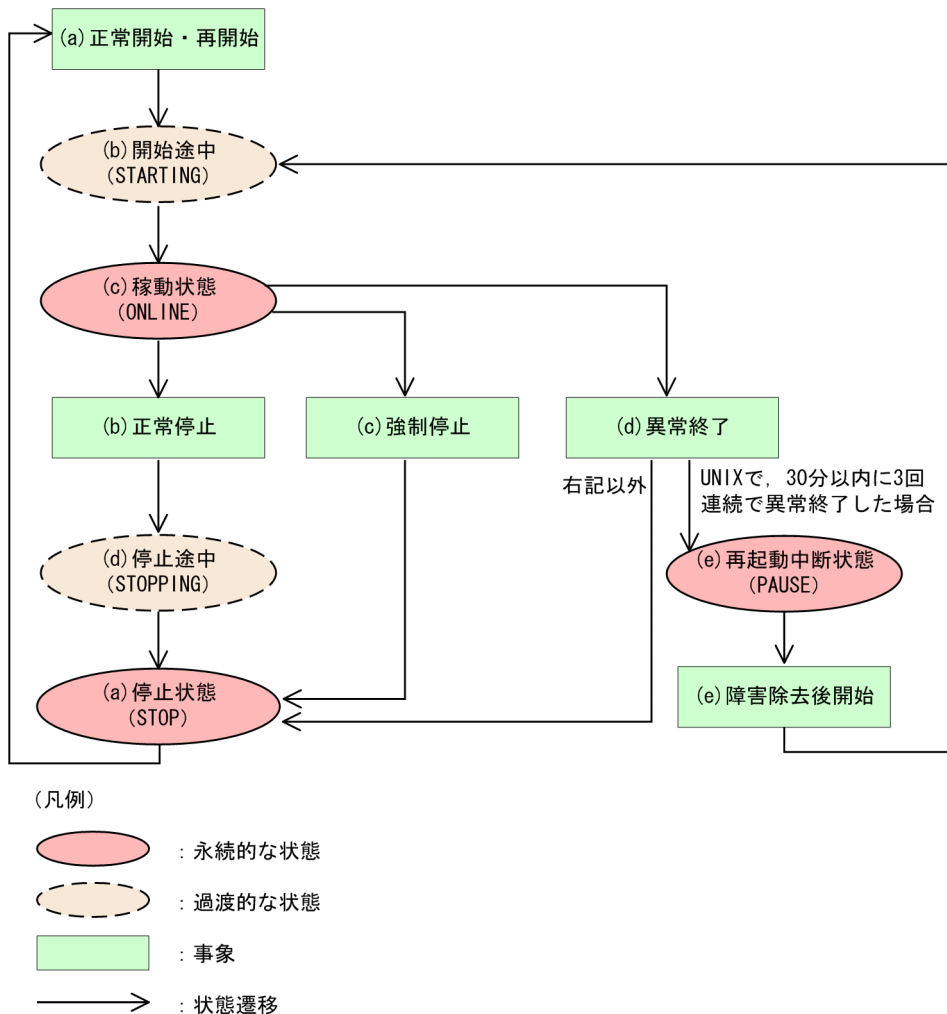 (a)正常開始・再開始
(b)開始途中
(STARTING)
(c)稼動状態
(ONLINE)
(b)正常停止
(c)強制停止
(d)異常終了
右記以外
UNIXで，30分以内に3回
連続で異常終了した場合
(d)停止途中
(STOPPING)
(e)再起動中断状態
(PAUSE)
(a)停止状態
(STOP)
(e)障害除去後開始
(凡例)
：永続的な状態
：過渡的な状態
：事象
：状態遷移